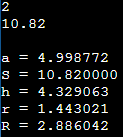 2
10.82
a = 4.998772
S = 10.820000
h = 4.329063
r = 1.443021
R = 2.886042